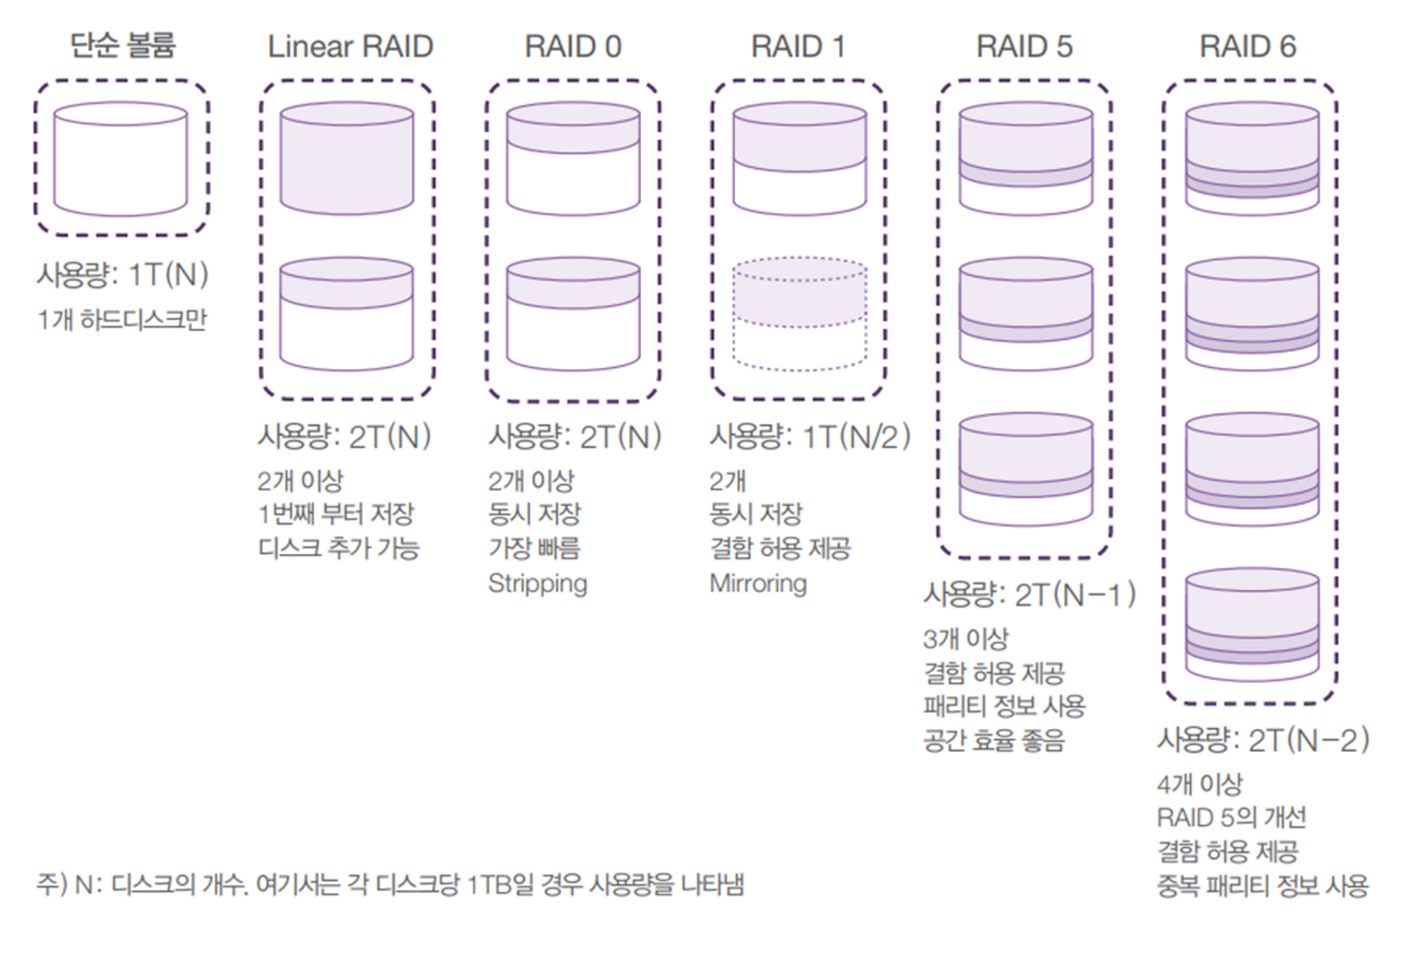 단순 볼륨
사용량: 1T(N)
1개 하드디스크만
Linear RAID
사용량: 2T(N)
2개 이상
1번째 부터 저장
디스크 추가 가능
RAID 0
사용량: 2T(N)
2개 이상
동시 저장
가장 빠름
Stripping
RAID 1
사용량: 1T(N/2)
2개
동시 저장
결함 허용 제공
Mirroring
RAID 5
사용량: 2T(N-1)
3개 이상
결함 허용 제공
패리티 정보 사용
공간 효율 좋음
RAID 6
사용량: 2T(N-2)
4개 이상
RAID 5의 개선
결함 허용 제공
중복 패리티 정보 사용
주) N: 디스크의 개수. 여기서는 각 디스크당 1TB일 경우 사용량을 나타냄